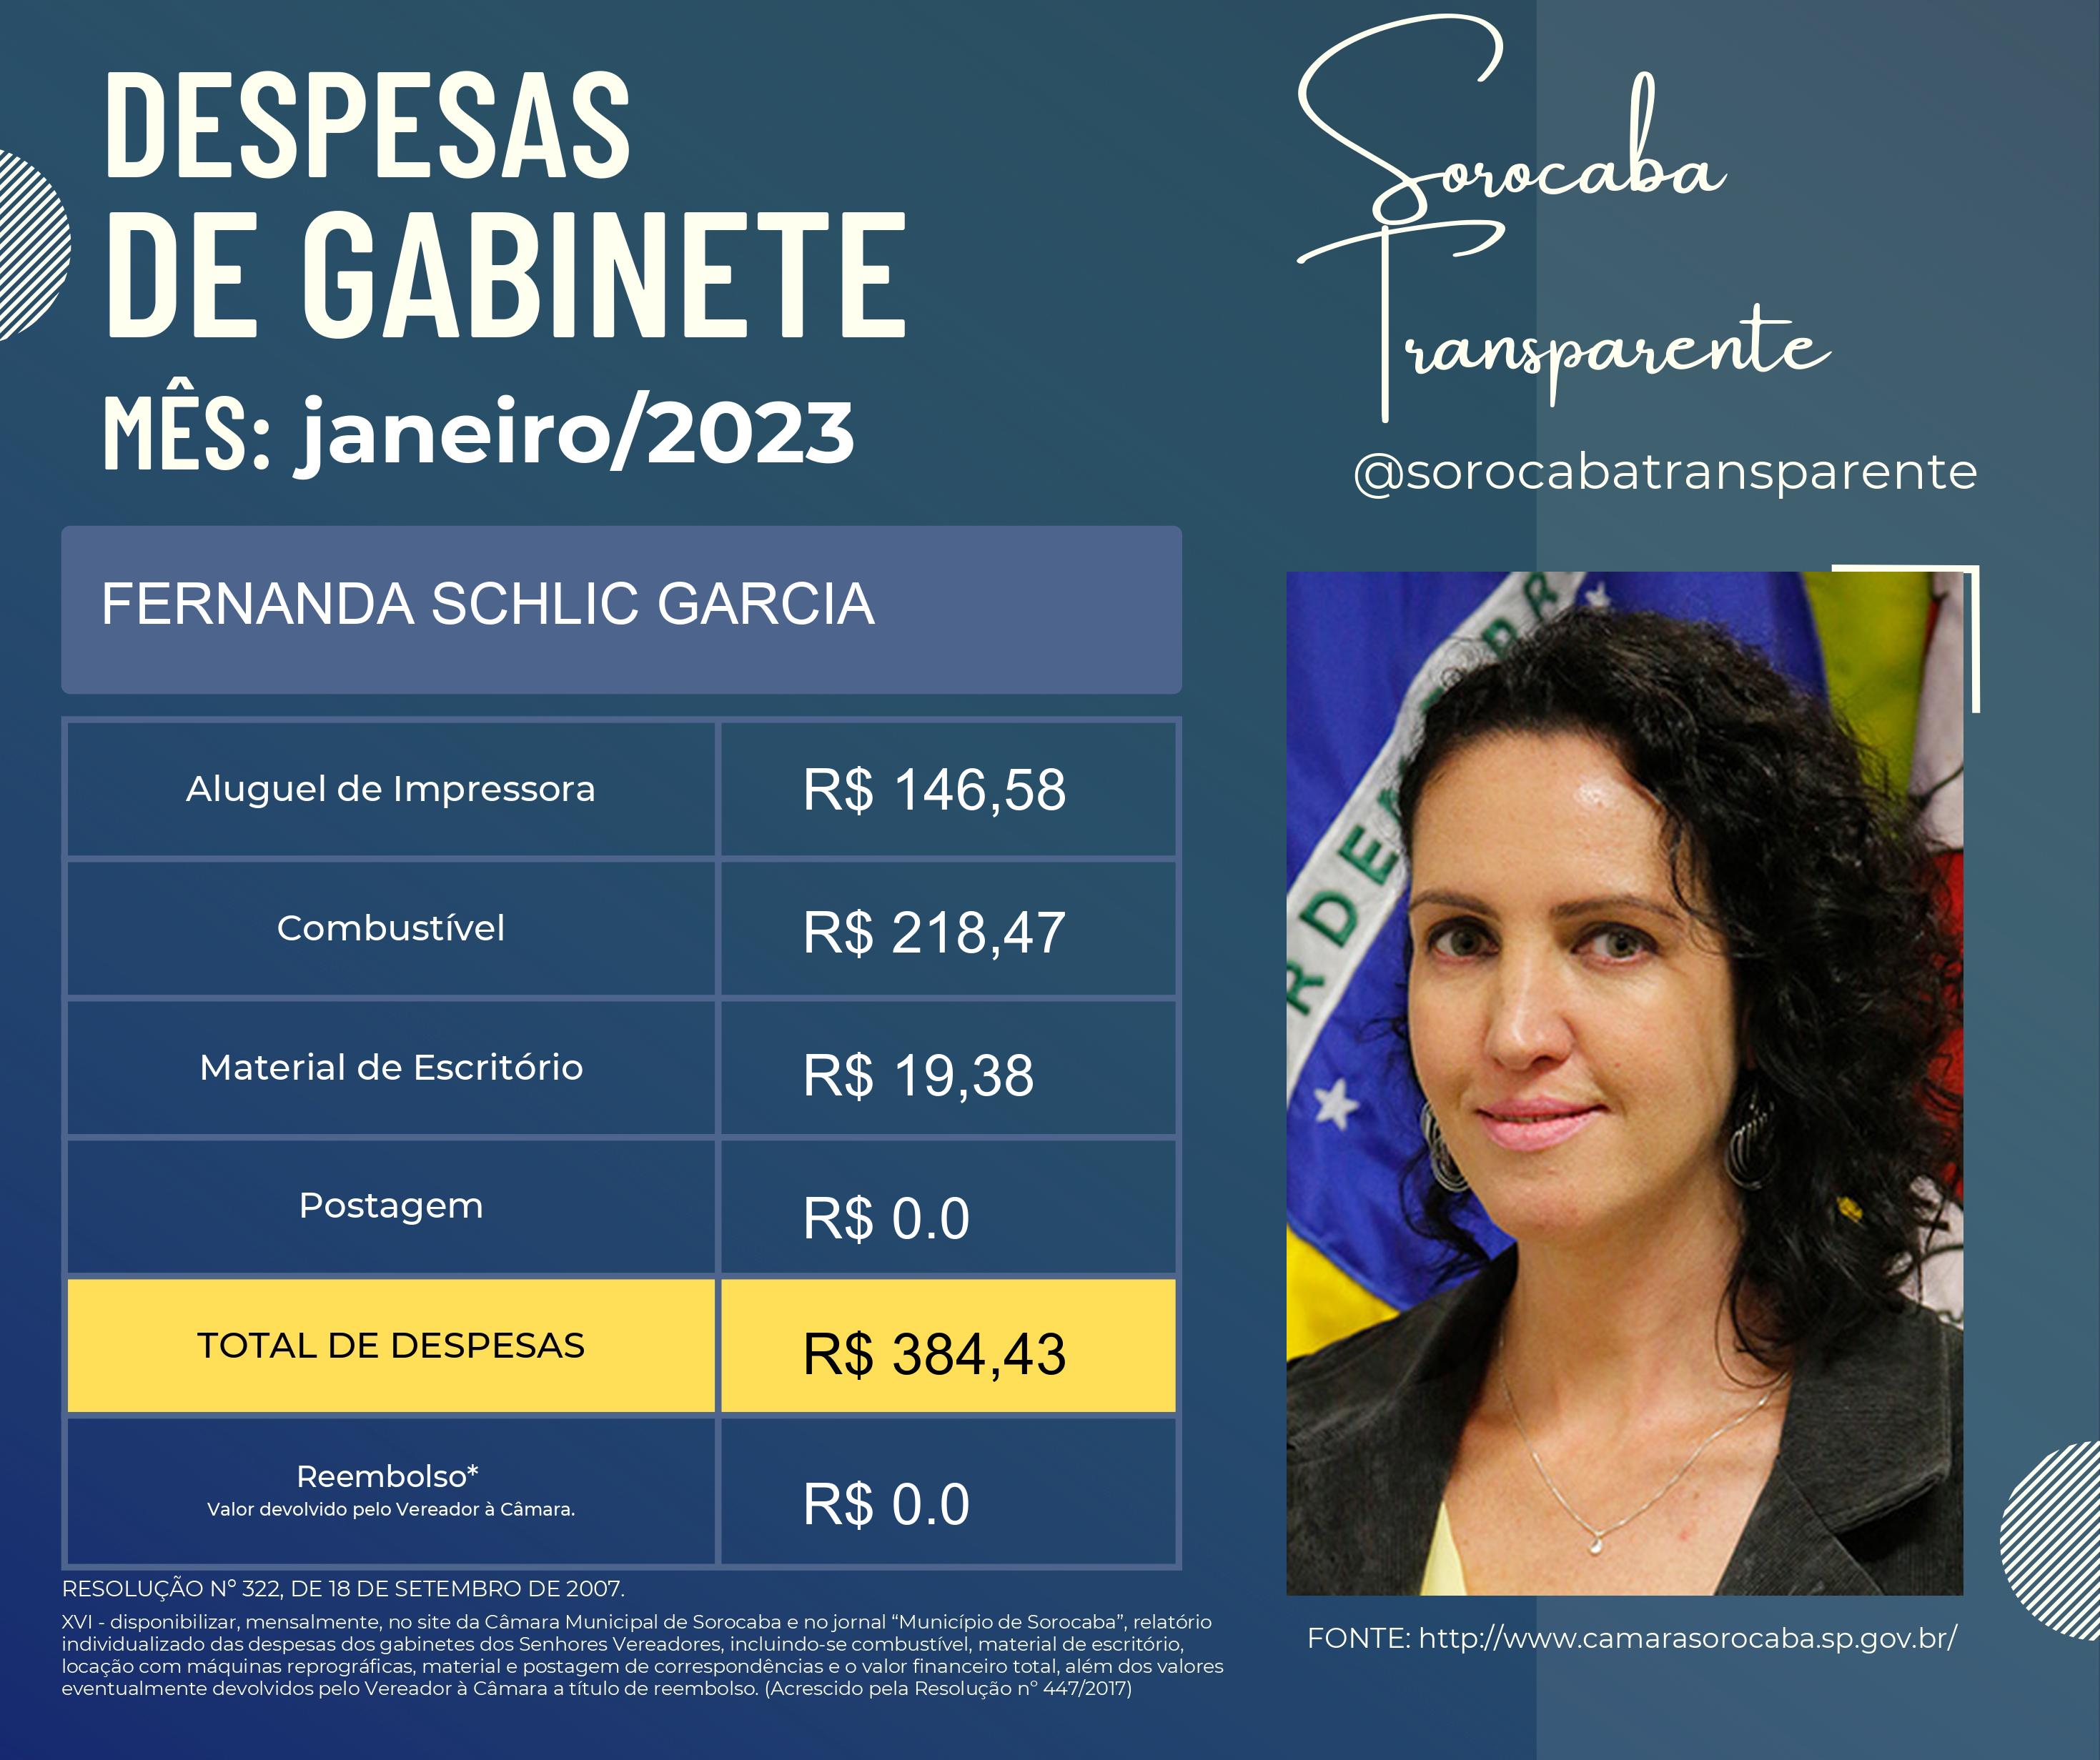 DESPESAS
DE GABINETE
MÊS: janeiro/2023
Sorocaba
Transparente
@sorocabatransparente
FERNANDA SCHLIC GARCIA
Aluguel de Impressora R$ 146,58
Combustível R$ 218,47
Material de Escritório R$ 19,38
Postagem R$ 0.0
TOTAL DE DESPESAS R$ 384,43
Reembolso* R$ 0.0
Valor devolvido pelo Vereador à Câmara.
RESOLUÇÃO Nº 322, DE 18 DE SETEMBRO DE 2007.
XVI - disponibilizar, mensalmente, no site da Câmara Municipal de Sorocaba e no jornal “Município de Sorocaba”, relatório
individualizado das despesas dos gabinetes dos Senhores Vereadores, incluindo-se combustível, material de escritório,
locação com máquinas reprográficas, material e postagem de correspondências e o valor financeiro total, além dos valores
eventualmente devolvidos pelo Vereador à Câmara a título de reembolso. (Acrescido pela Resolução nº 447/2017)
FONTE: http://www.camarasorocaba.sp.gov.br/